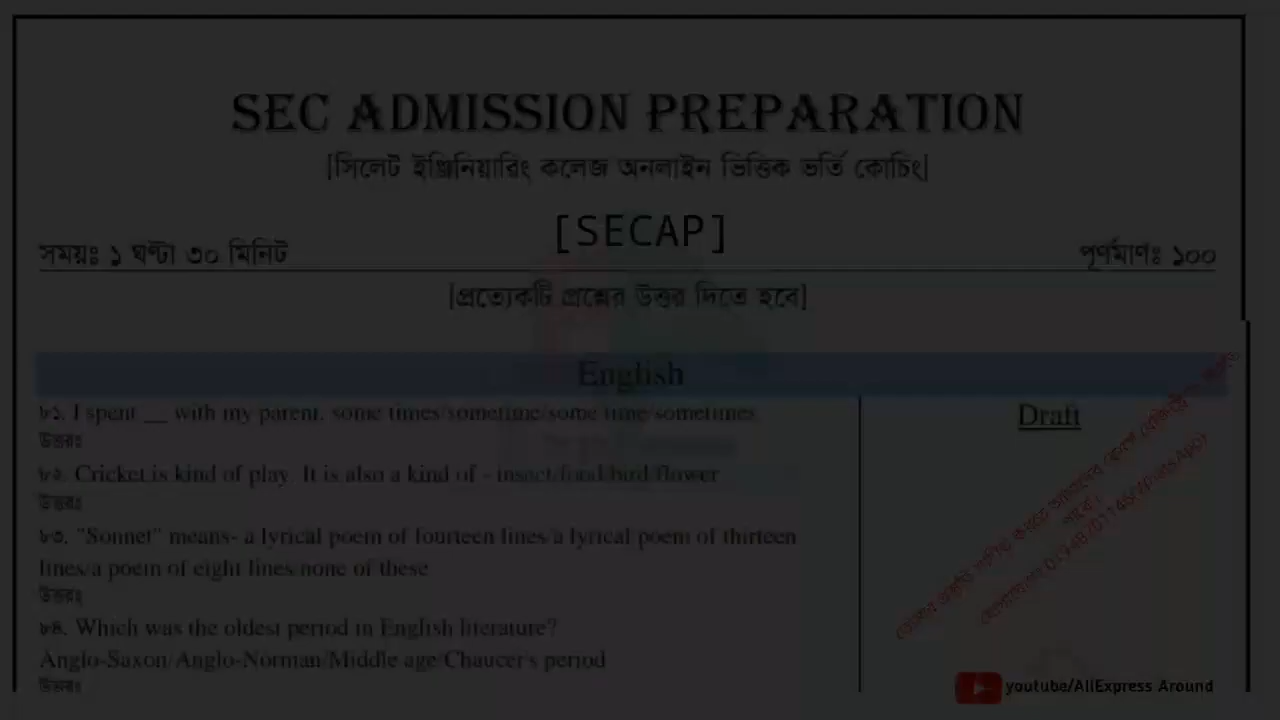 SEC ADMISSION PREPARATION
[সিলেট ইঞ্জিনিয়ারিং কলেজ অনলাইন ভিত্তিক ভর্তি কোচিং]
[SECAP]
সময়ঃ ১ ঘণ্টা ৩০ মিনিট
পূর্ণমাণঃ ১০০
[প্রত্যেকটি প্রশ্নের উত্তর দিতে হবে]
English
৮১. I spent __ with my parent. some times/sometime/some time/sometimes
উত্তরঃ
৮২. Cricket is kind of play. It is also a kind of - insect/food/bird/flower
উত্তরঃ
৮৩. "Sonnet" means- a lyrical poem of fourteen lines/a lyrical poem of thirteen
lines/a poem of eight lines/none of these
উত্তরঃ
৮৪. Which was the oldest period in English literature?
Anglo-Saxon/Anglo-Norman/Middle age/Chaucer's period
উত্তরঃ
Draft
youtube/AllExpress Around